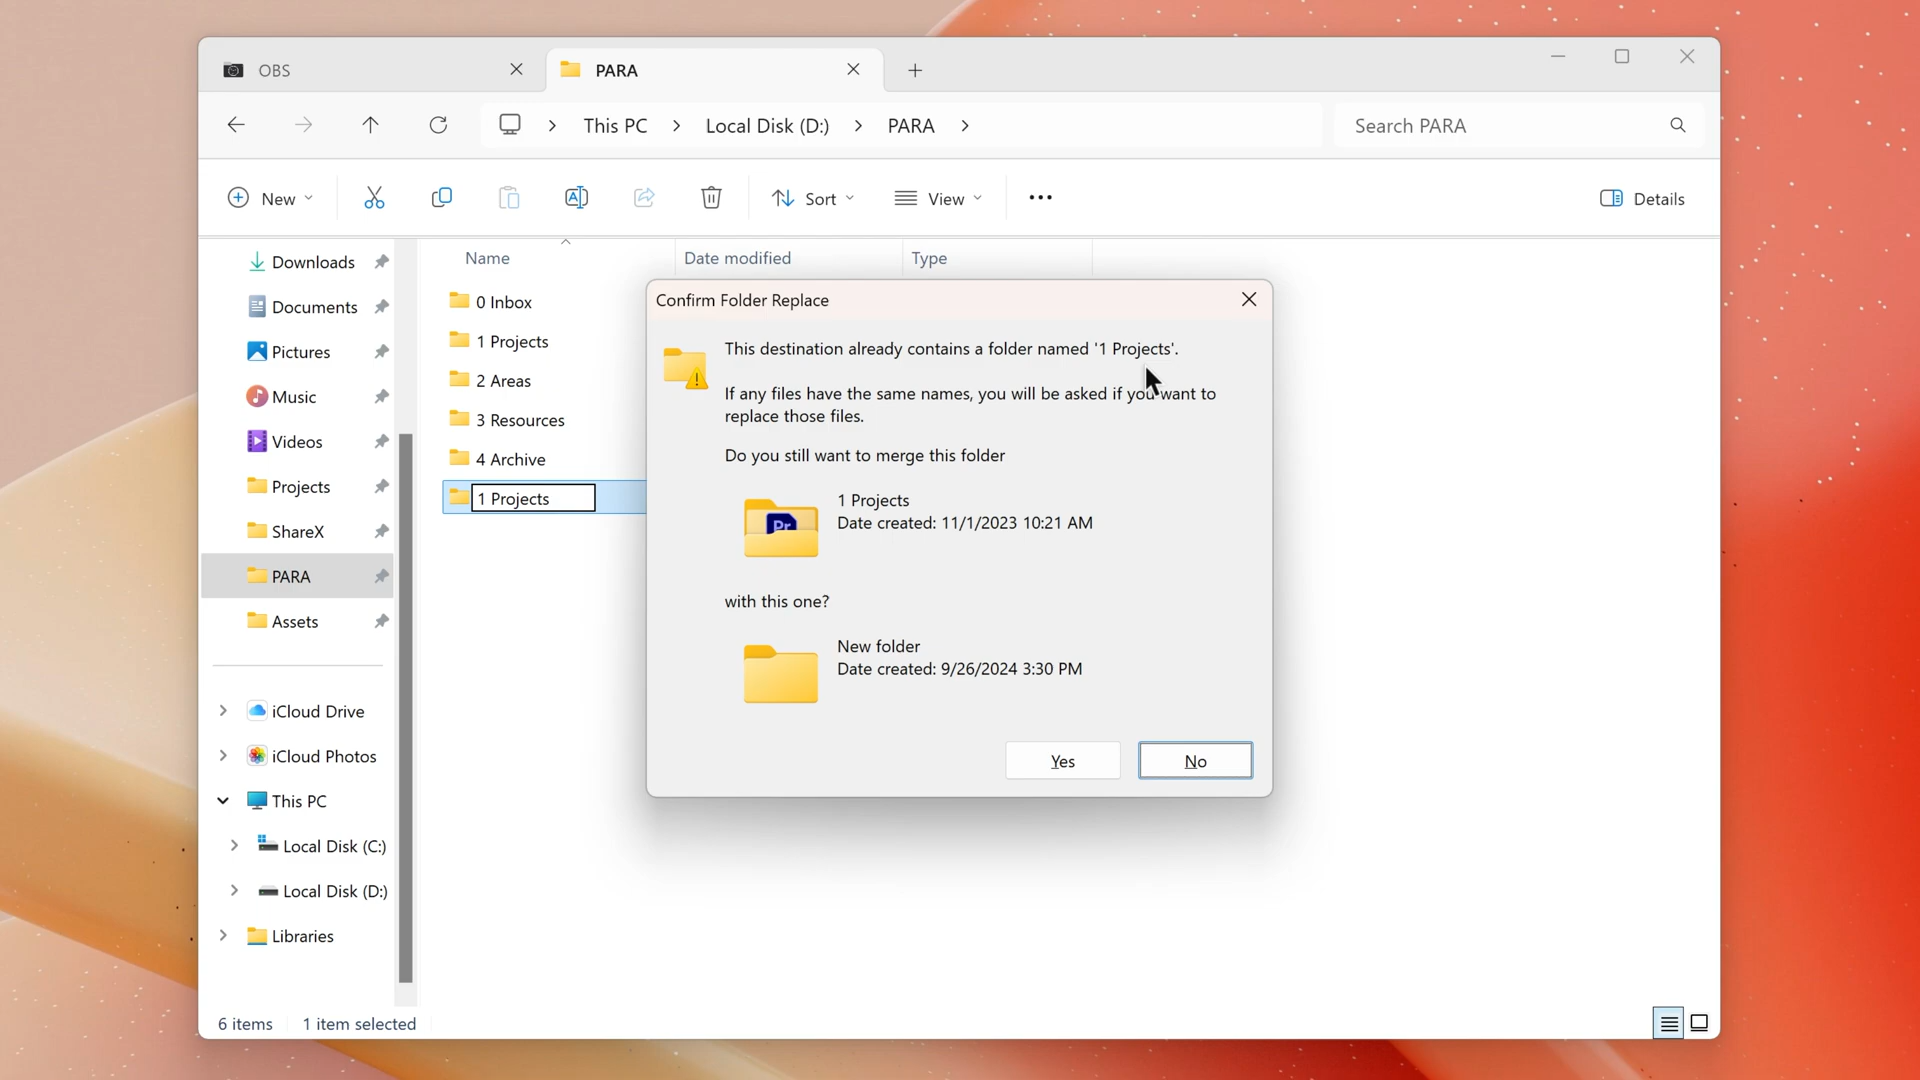 OBS
PARA
This PC
Local Disk (D:)
PARA
Search PARA
New
Sort
View
Details
Downloads
Documents
Pictures
Music
Videos
Projects
ShareX
PARA
Assets
iCloud Drive
iCloud Photos
This PC
Local Disk (C:)
Local Disk (D:)
Libraries
Name
Date modified
Type
0 Inbox
1 Projects
2 Areas
3 Resources
4 Archive
1 Projects
Confirm Folder Replace
This destination already contains a folder named '1 Projects'.
If any files have the same names, you will be asked if you want to
replace those files.
Do you still want to merge this folder
Pr
1 Projects
Date created: 11/1/2023 10:21 AM
with this one?
New folder
Date created: 9/26/2024 3:30 PM
Yes
No
6 items
1 item selected